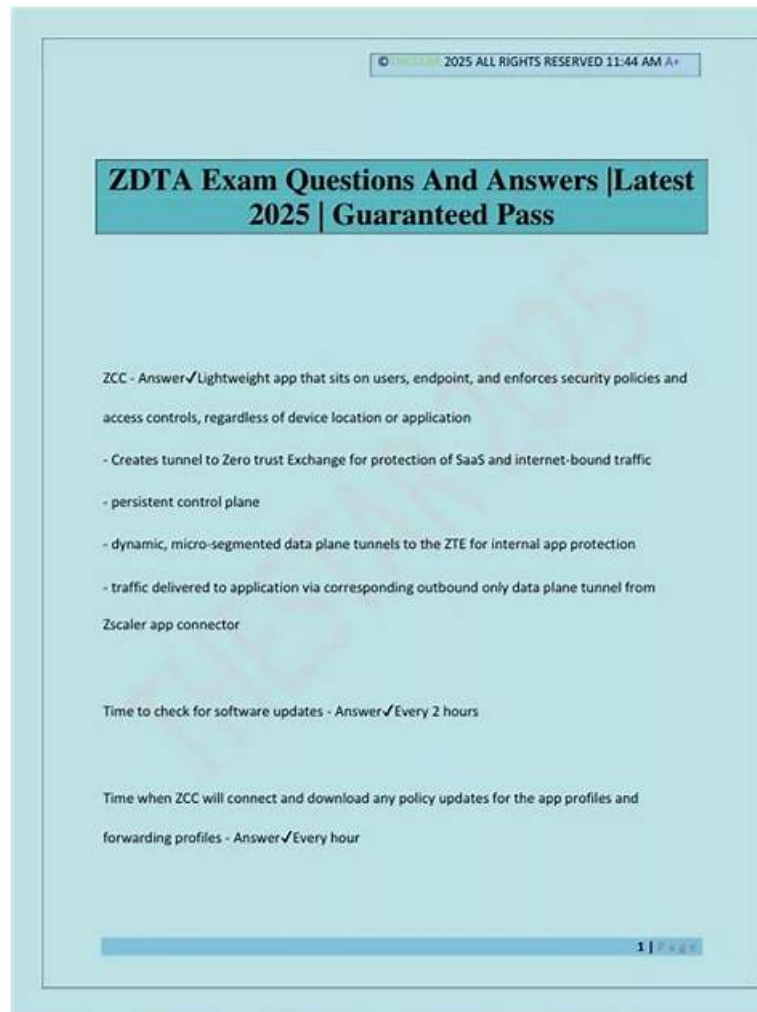 © THESTAR 2025 ALL RIGHTS RESERVED 11:44 AM A+
ZDTA Exam Questions And Answers |Latest
2025 | Guaranteed Pass
ZCC - Answer✓Lightweight app that sits on users, endpoint, and enforces security policies and
access controls, regardless of device location or application
- Creates tunnel to Zero trust Exchange for protection of SaaS and internet-bound traffic
- persistent control plane
- dynamic, micro-segmented data plane tunnels to the ZTE for internal app protection
- traffic delivered to application via corresponding outbound only data plane tunnel from
Zscaler app connector
Time to check for software updates - Answer✓Every 2 hours
Time when ZCC will connect and download any policy updates for the app profiles and
forwarding profiles - Answer✓Every hour
THESTAR 2025
1 | Page